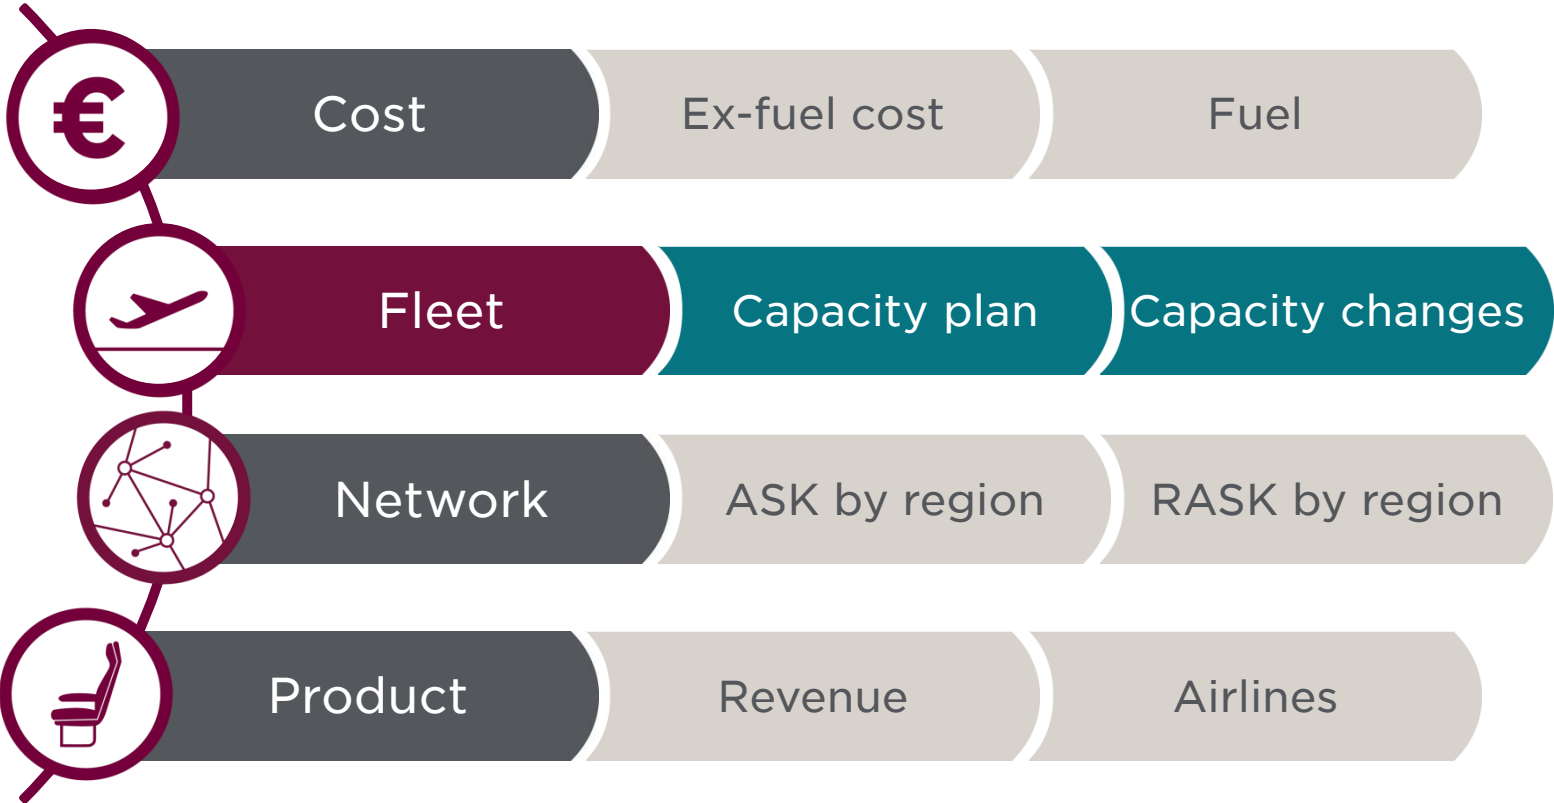 €
Cost
Ex-fuel cost
Fuel
Fleet
Capacity plan
Capacity changes
Network
ASK by region
RASK by region
Product
Revenue
Airlines